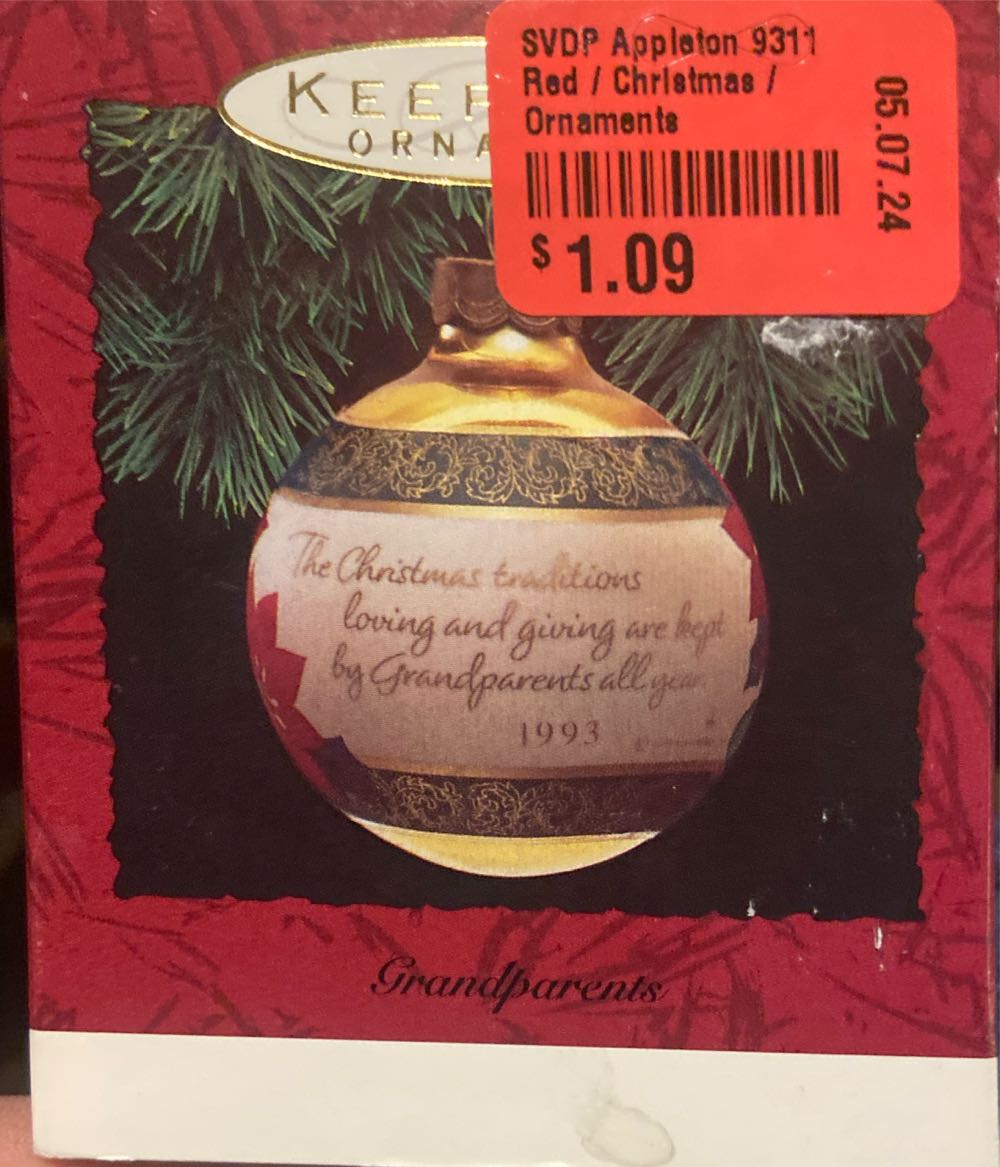 SVDP Appleton 9311
Red / Christmas /
Ornaments
05.07.24
$1.09
KEEP
ORNA
The Christmas traditions
loving and giving are kept
by Grandparents all year.
1993
Grandparents